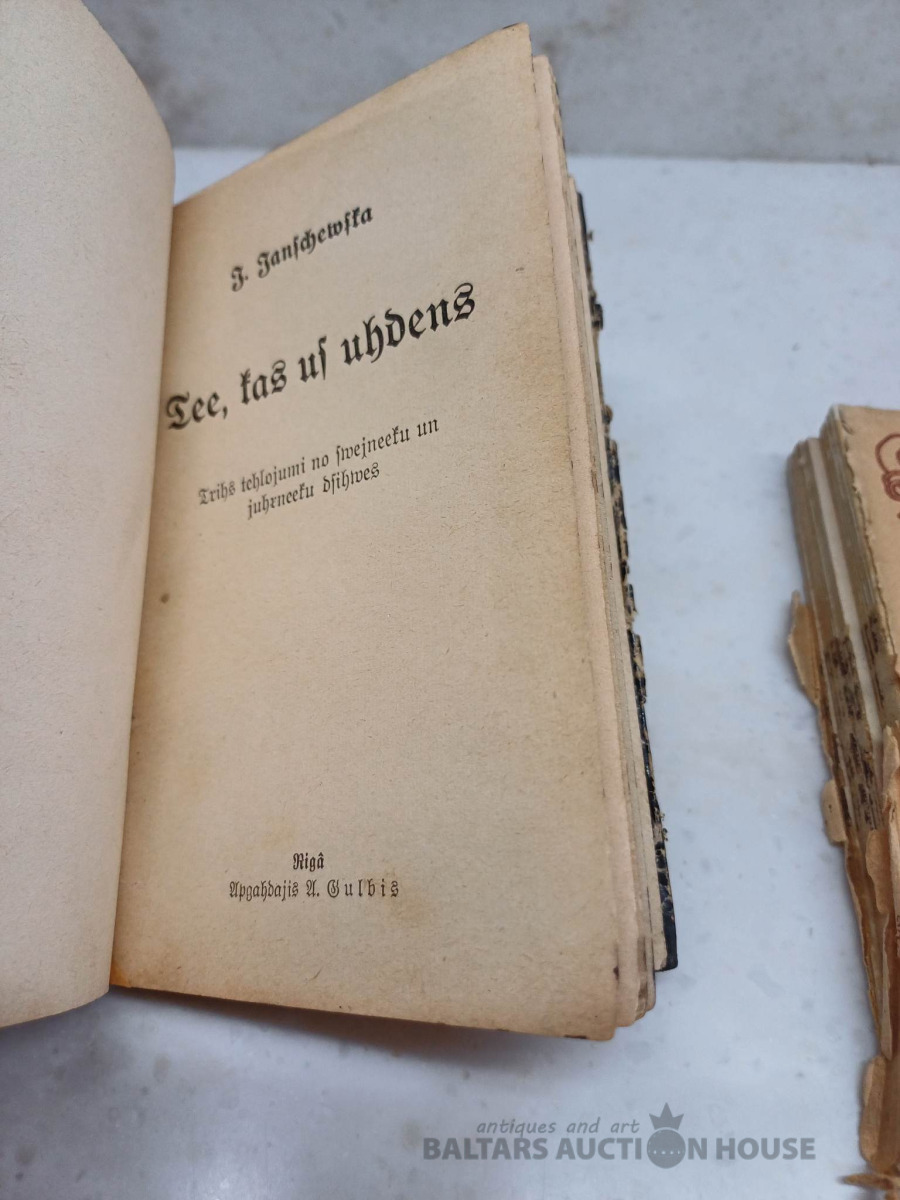 J. Janſchewſka
Tee, kas uſ uhdens
Trihs tehlojumi no ſwejneeku un
juhrneeku dſihwes
Rigâ
Apgahdajis A. Gulbis
antiques and art
BALTARS AUCTION HOUSE